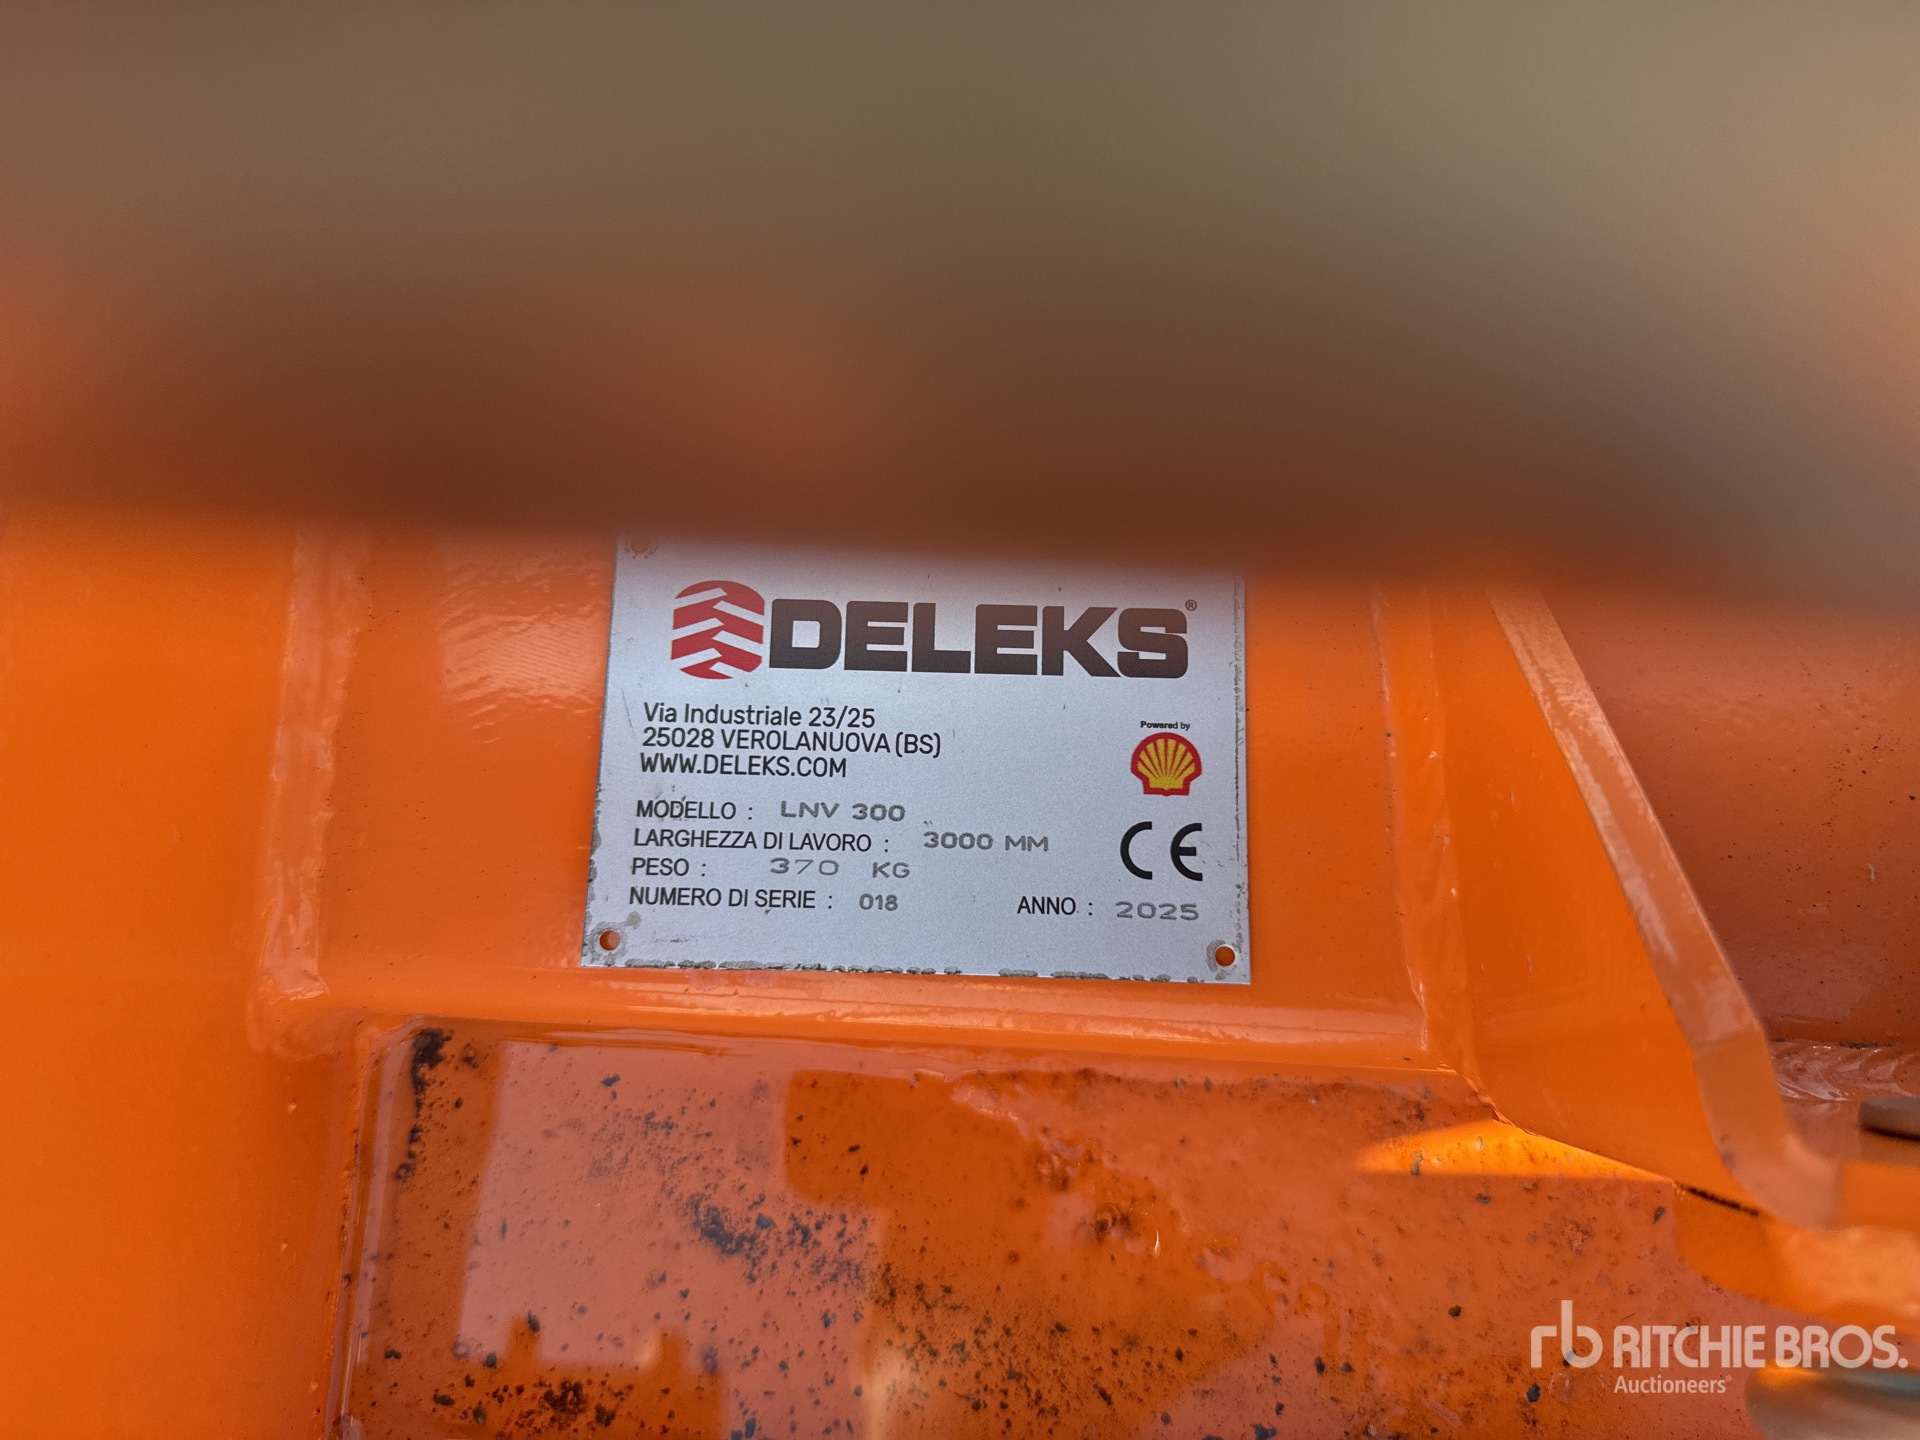 DELEKS®
Via Industriale 23/25
25028 VEROLANUOVA (BS)
WWW.DELEKS.COM
Powered by
MODELLO : LNV 300
LARGHEZZA DI LAVORO : 3000 MM
PESO : 370 KG
CE
NUMERO DI SERIE : 018 ANNO : 2025
rb RITCHIE BROS.
Auctioneers